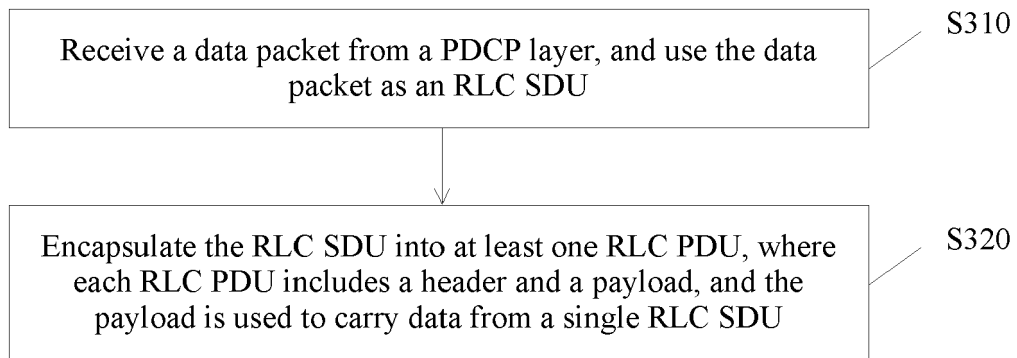 Receive a data packet from a PDCP layer, and use the data
packet as an RLC SDU
S310
Encapsulate the RLC SDU into at least one RLC PDU, where
each RLC PDU includes a header and a payload, and the
payload is used to carry data from a single RLC SDU
S320